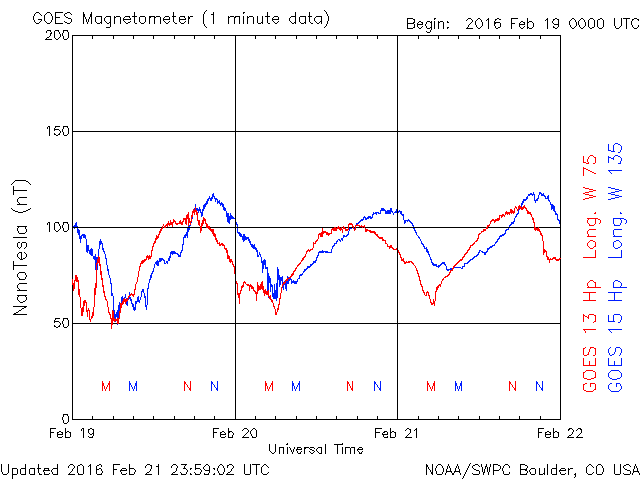 GOES Magnetometer (1 minute data)
Begin: 2016 Feb 19 0000 UTC
200
150
100
50
0
NanoTesla (nT)
M M N N M M N N M M N N
Feb 19 Feb 20 Feb 21 Feb 22
Universal Time
GOES 13 Hp Long. W 75
GOES 15 Hp Long. W 135
Updated 2016 Feb 21 23:59:02 UTC
NOAA/SWPC Boulder, CO USA